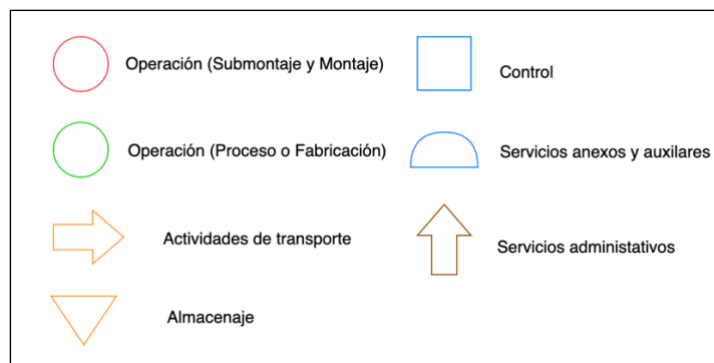 Operación (Submontaje y Montaje)
Control
Operación (Proceso o Fabricación)
Servicios anexos y auxilares
Actividades de transporte
Servicios administativos
Almacenaje